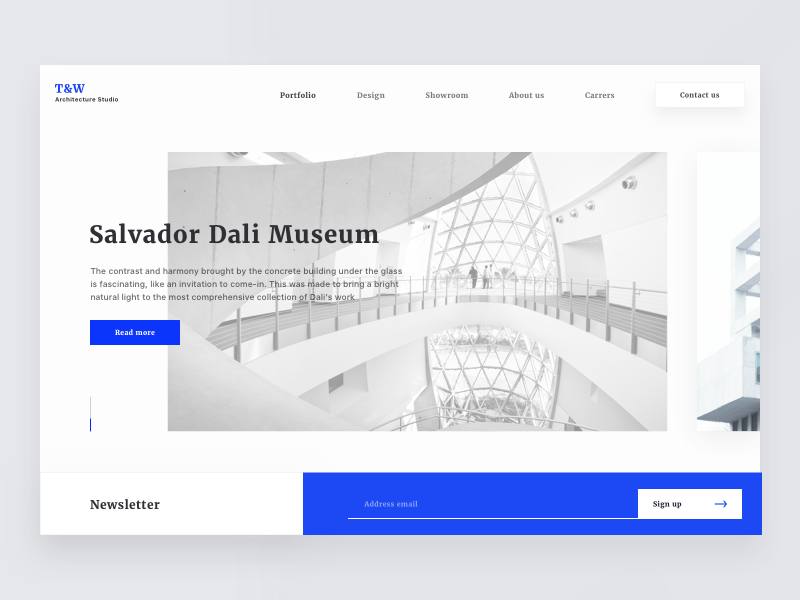 T&W
Architecture Studio
Portfolio
Design
Showroom
About us
Carrers
Contact us
Salvador Dali Museum
The contrast and harmony brought by the concrete building under the glass
is fascinating, like an invitation to come-in. This was made to bring a bright
natural light to the most comprehensive collection of Dali's work
Read more
Newsletter
Address email
Sign up